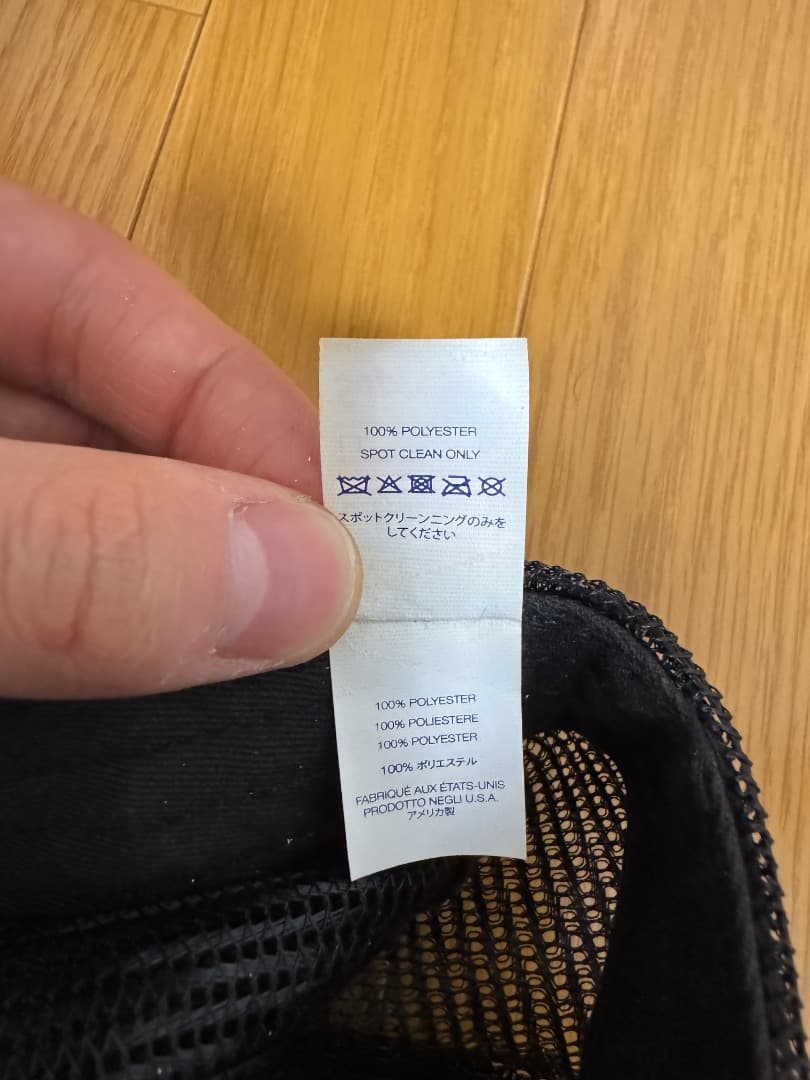 100% POLYESTER
SPOT CLEAN ONLY
スポットクリーンニングのみを
してください
100% POLYESTER
100% POLIESTERE
100% POLYESTER
100% ポリエステル
FABRIQUÉ AUX ÉTATS-UNIS
PRODOTTO NEGLI U.S.A.
アメリカ製